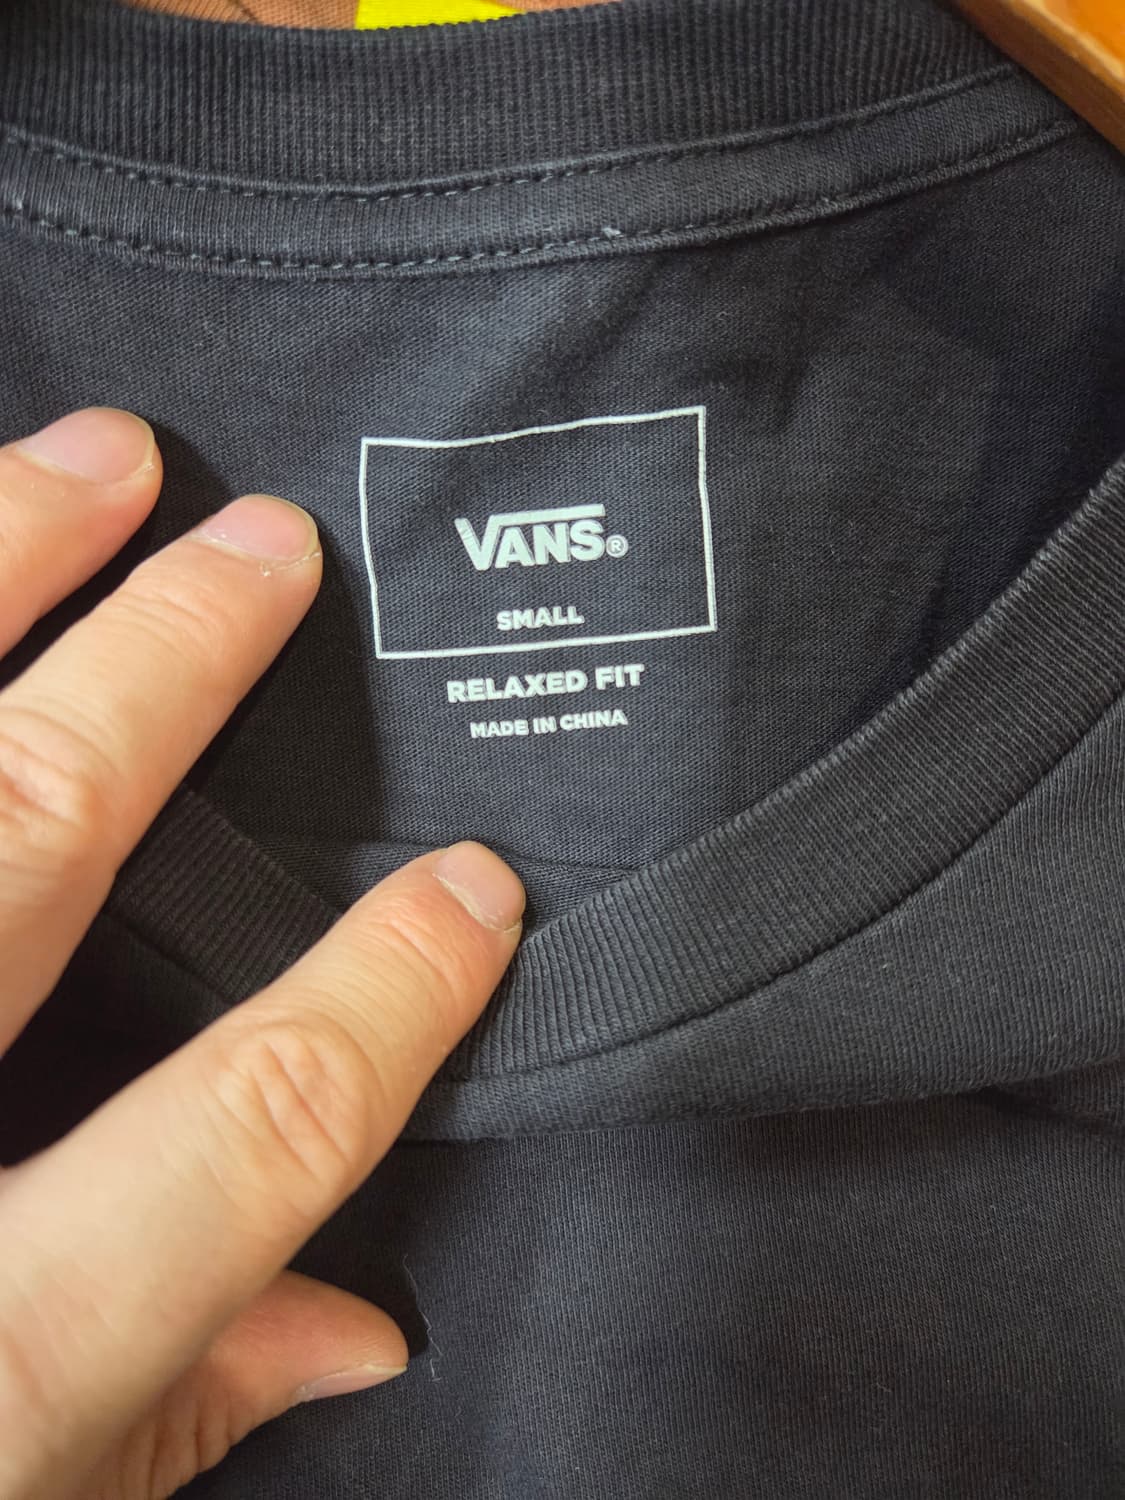 VANS®
SMALL
RELAXED FIT
MADE IN CHINA